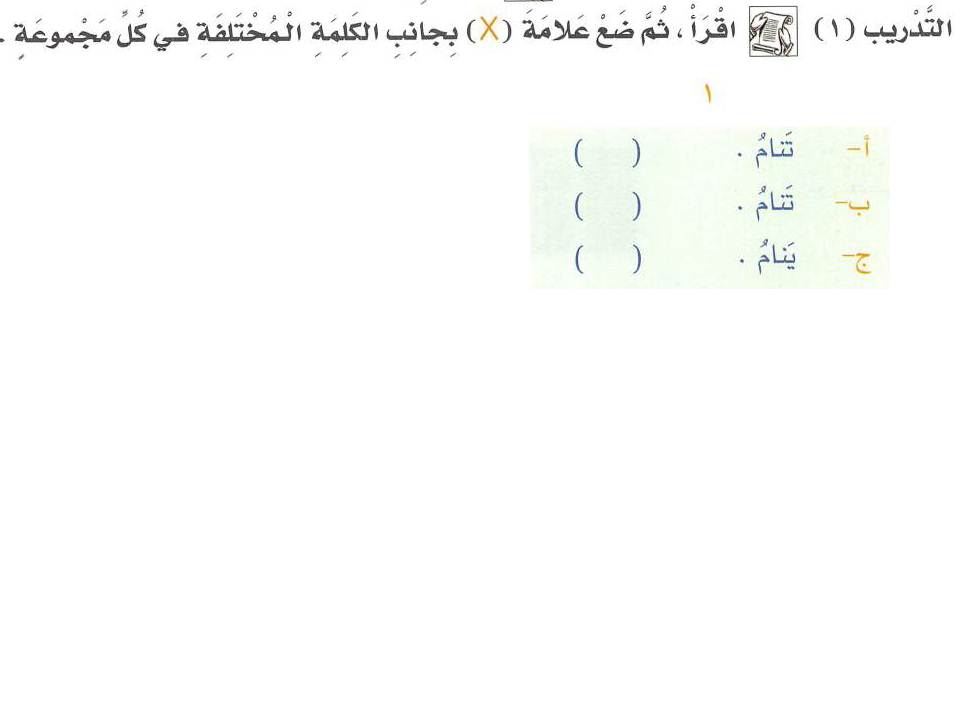 التَّدْريب (١) اقْرَأْ، ثُمَّ ضَعْ عَلامَة (X) بِجانِبِ الكَلِمَةِ الْمُخْتَلِفَةِ في كُلِّ مَجْموعَةٍ .
١
أ- تَنامُ . ( )
ب- تَنامُ . ( )
ج- يَنامُ . ( )